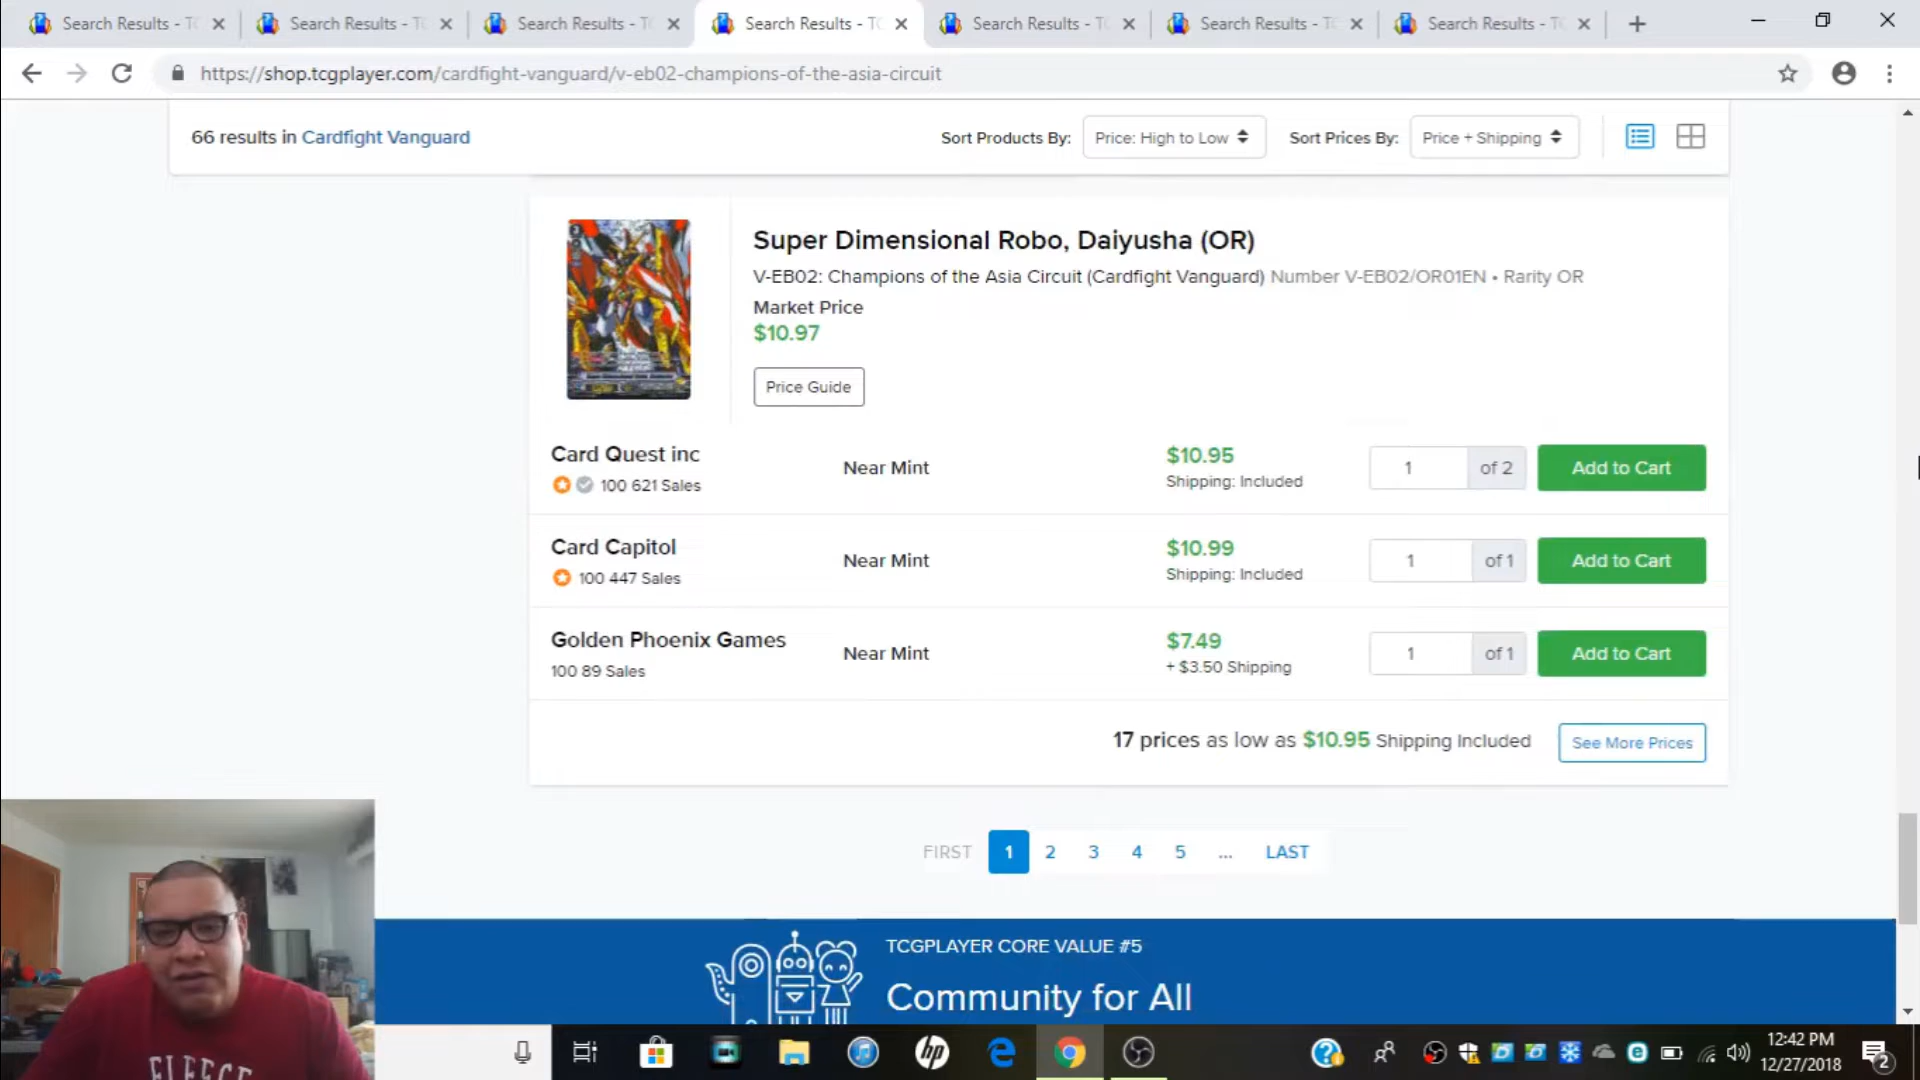 Search Results - TC
Search Results - TC
Search Results - TC
Search Results - TC
Search Results - TC
Search Results - TC
Search Results - TC
https://shop.tcgplayer.com/cardfight-vanguard/v-eb02-champions-of-the-asia-circuit
66 results in Cardfight Vanguard
Sort Products By: Price: High to Low
Sort Prices By: Price + Shipping
Super Dimensional Robo, Daiyusha (OR)
V-EB02: Champions of the Asia Circuit (Cardfight Vanguard) Number V-EB02/OR01EN • Rarity OR
Market Price
$10.97
Price Guide
Card Quest inc
100 621 Sales
Near Mint
$10.95
Shipping: Included
1 of 2
Add to Cart
Card Capitol
100 447 Sales
Near Mint
$10.99
Shipping: Included
1 of 1
Add to Cart
Golden Phoenix Games
100 89 Sales
Near Mint
$7.49
+ $3.50 Shipping
1 of 1
Add to Cart
17 prices as low as $10.95 Shipping Included
See More Prices
FIRST 1 2 3 4 5 ... LAST
TCGPLAYER CORE VALUE #5
Community for All
FLEECE
hp
12:42 PM
12/27/2018
2